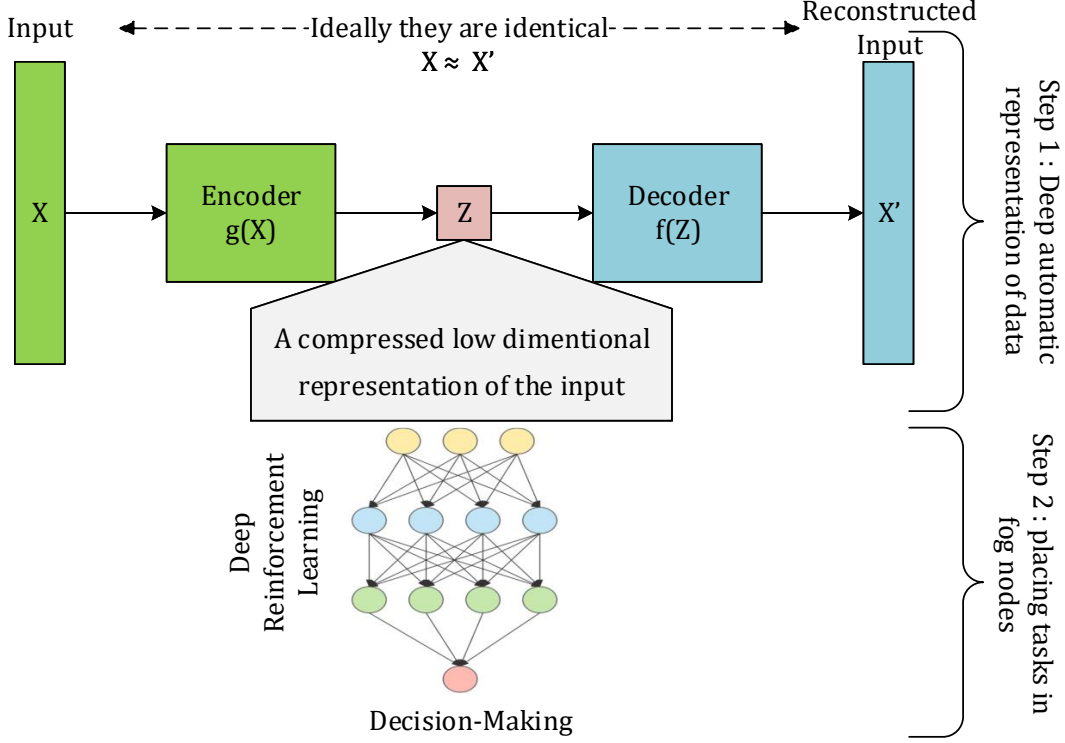 Input
Ideally they are identical
X ≈ X’
Reconstructed
Input
X
Encoder
g(X)
Z
Decoder
f(Z)
X’
A compressed low dimentional
representation of the input
Step 1 : Deep automatic
representation of data
Deep
Reinforcement
Learning
Step 2 : placing tasks in
fog nodes
Decision-Making